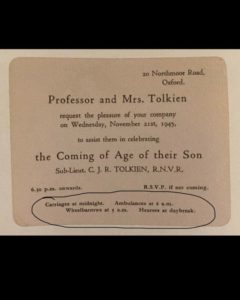 20 Northmoor Road,
Oxford.
Professor and Mrs. Tolkien
request the pleasure of your company
on Wednesday, November 21st, 1945,
to assist them in celebrating
the Coming of Age of their Son
Sub-Lieut. C. J. R. TOLKIEN, R.N.V.R.
6.30 p.m. onwards. R.S.V.P. if not coming.
Carriages at midnight. Ambulances at 2 a.m.
Wheelbarrows at 5 a.m. Hearses at daybreak.